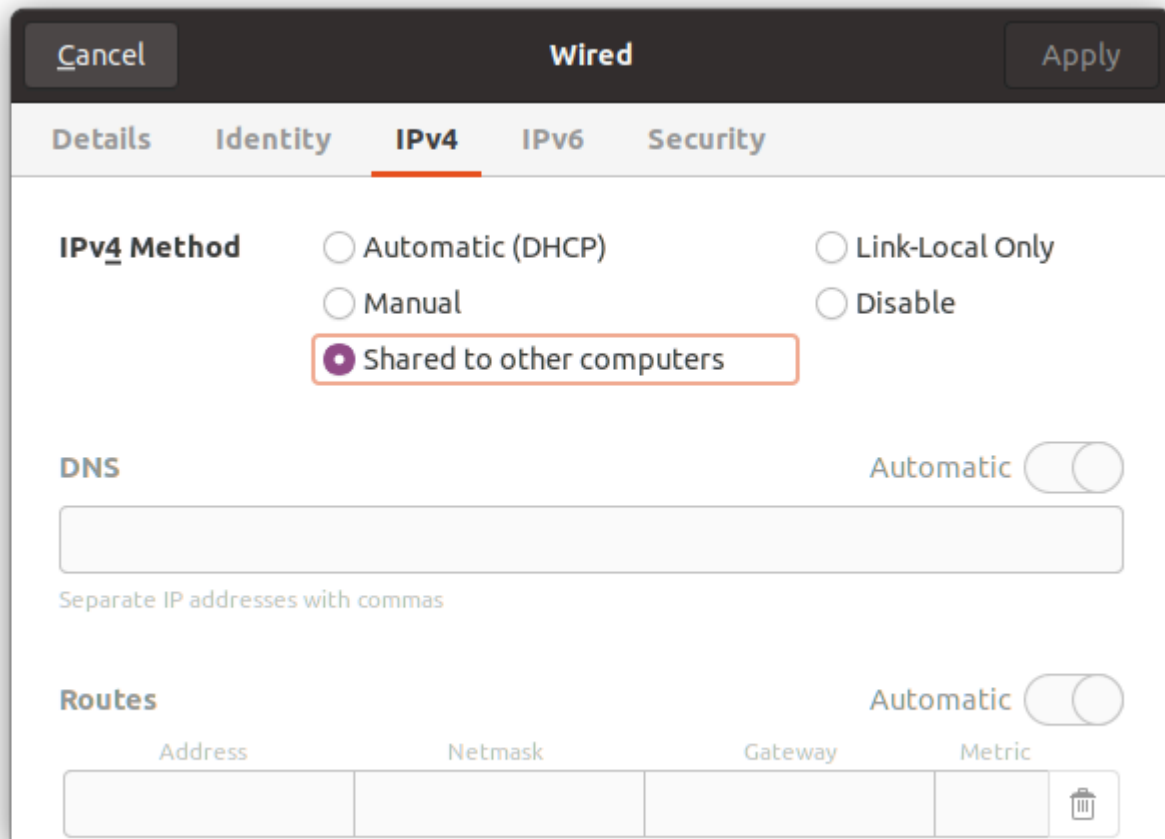 Cancel Wired Apply
Details Identity IPv4 IPv6 Security
IPv4 Method Automatic (DHCP) Link-Local Only
Manual Disable
Shared to other computers
DNS Automatic
Separate IP addresses with commas
Routes Automatic
Address Netmask Gateway Metric